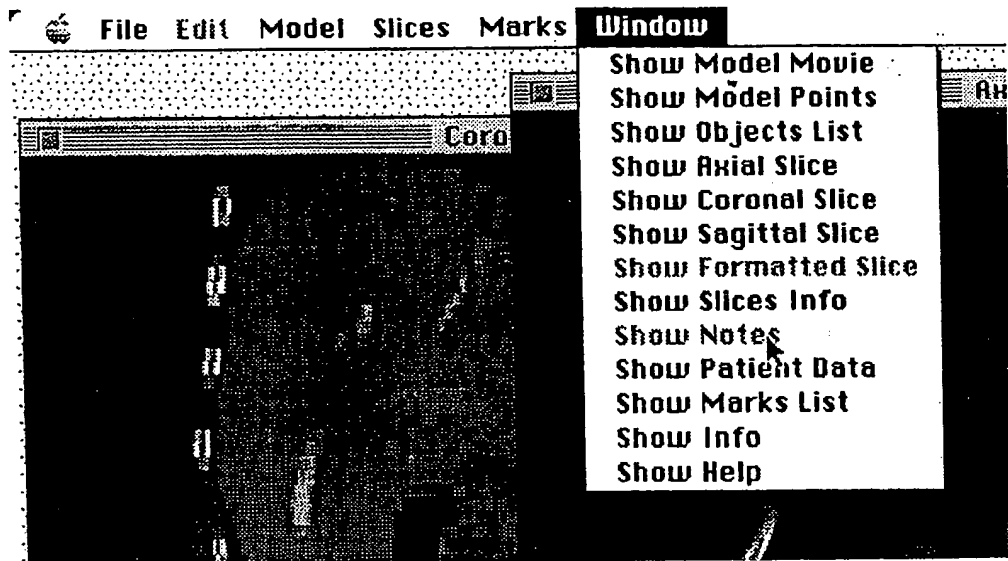 File Edit Model Slices Marks Window
Show Model Movie
Show Model Points
Show Objects List
Show Axial Slice
Show Coronal Slice
Show Sagittal Slice
Show Formatted Slice
Show Slices Info
Show Notes
Show Patient Data
Show Marks List
Show Info
Show Help
Coro
Ax